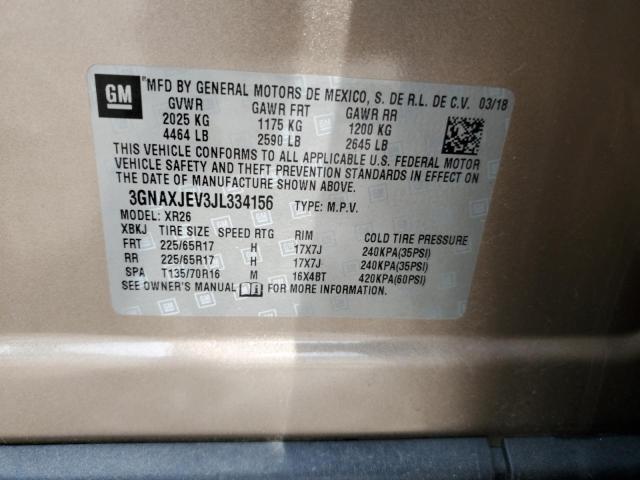 GM
MFD BY GENERAL MOTORS DE MEXICO, S. DE R.L. DE C.V. 03/18
GVWR GAWR FRT GAWR RR
2025 KG 1175 KG 1200 KG
4464 LB 2590 LB 2645 LB
THIS VEHICLE CONFORMS TO ALL APPLICABLE U.S. FEDERAL MOTOR
VEHICLE SAFETY AND THEFT PREVENTION STANDARDS IN EFFECT ON
THE DATE OF MANUFACTURE SHOWN ABOVE.
3GNAXJEV3JL334156 TYPE: M.P.V.
MODEL: XR26
XBKJ TIRE SIZE SPEED RTG RIM COLD TIRE PRESSURE
FRT 225/65R17 H 17X7J 240KPA(35PSI)
RR 225/65R17 H 17X7J 240KPA(35PSI)
SPA T135/70R16 M 16X4BT 420KPA(60PSI)
SEE OWNER'S MANUAL FOR MORE INFORMATION.